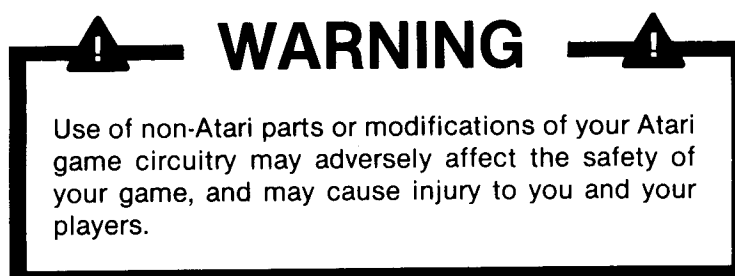 WARNING
Use of non-Atari parts or modifications of your Atari
game circuitry may adversely affect the safety of
your game, and may cause injury to you and your
players.